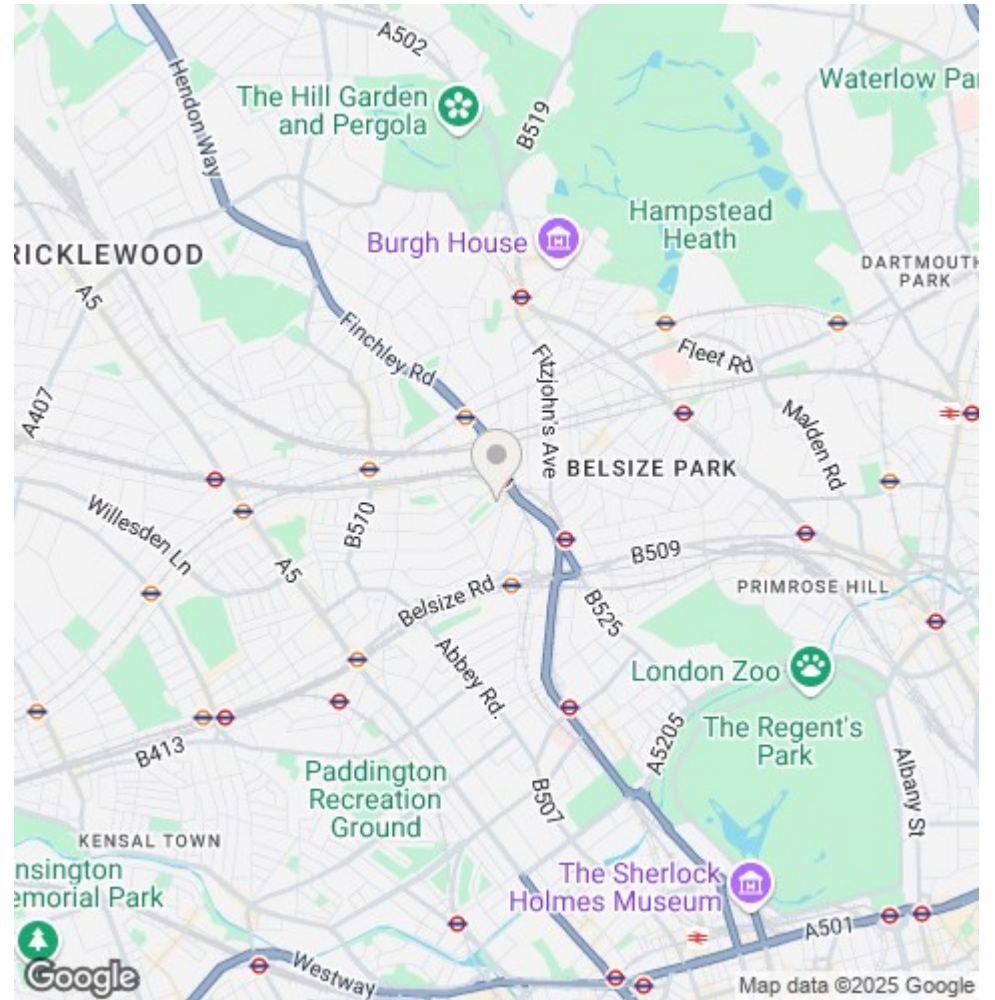 A502
Hendon Way
The Hill Garden
and Pergola
B519
Waterlow Par
Hampstead
Heath
Burgh House
RICKLEWOOD
DARTMOUTH
PARK
A5
Finchley Rd
Fitzjohn's Ave
Fleet Rd
A407
Malden Rd
BELSIZE PARK
Willesden Ln
B510
B509
A5
Belsize Rd
PRIMROSE HILL
B525
Abbey Rd.
London Zoo
The Regent's
Park
A5205
B413
Albany St
Paddington
Recreation
Ground
B507
KENSAL TOWN
nsington
emorial Park
The Sherlock
Holmes Museum
A501
Westway
Google
Map data ©2025 Google